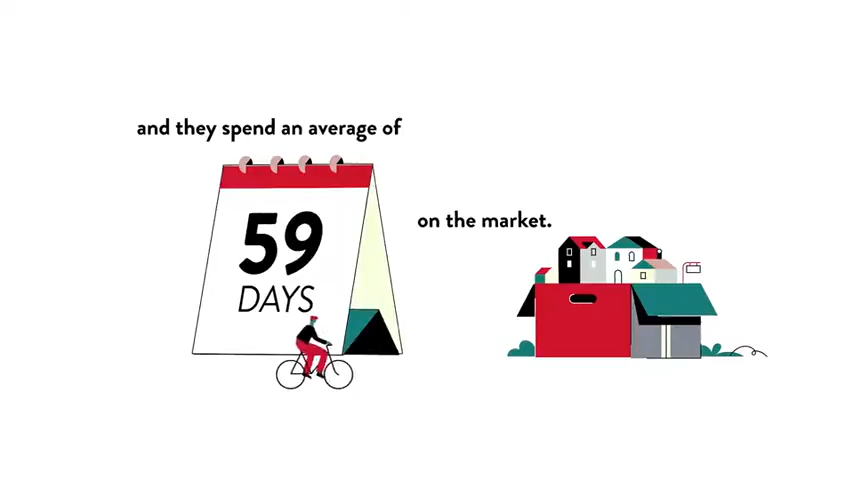 and they spend an average of
59
DAYS
on the market.